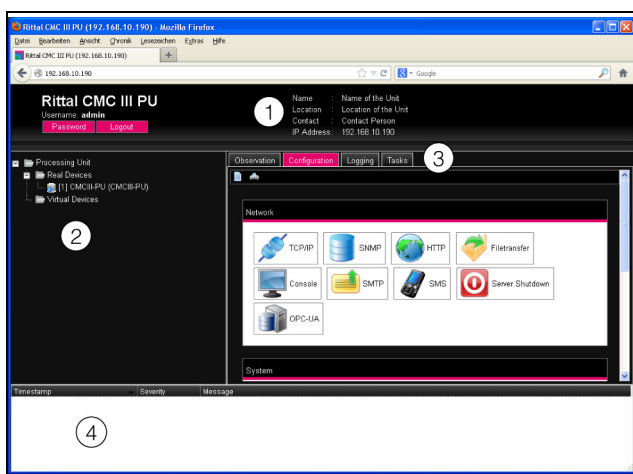 Rittal CMC III PU (192.168.10.190) - Mozilla Firefox
Datei Bearbeiten Ansicht Chronik Lesezeichen Extras Hilfe
Rittal CMC III PU (192.168.10.190) +
192.168.10.190
Google
Rittal CMC III PU
Username: admin
Password Logout
1
Name : Name of the Unit
Location : Location of the Unit
Contact : Contact Person
IP Address : 192.168.10.190
Processing Unit
Real Devices
[1] CMCIII-PU (CMCIII-PU)
Virtual Devices
2
Observation Configuration Logging Tasks
3
Network
TCP/IP SNMP HTTP Filetransfer
Console SMTP SMS Server Shutdown
OPC-UA
System
Timestamp Severity Message
4